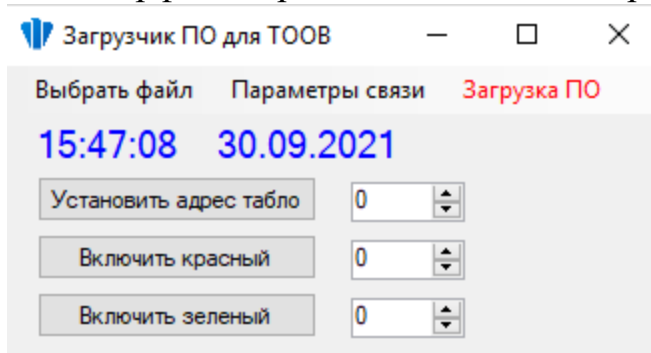 Загрузчик ПО для ТООВ
Выбрать файл Параметры связи Загрузка ПО
15:47:08 30.09.2021
Установить адрес табло 0
Включить красный 0
Включить зеленый 0